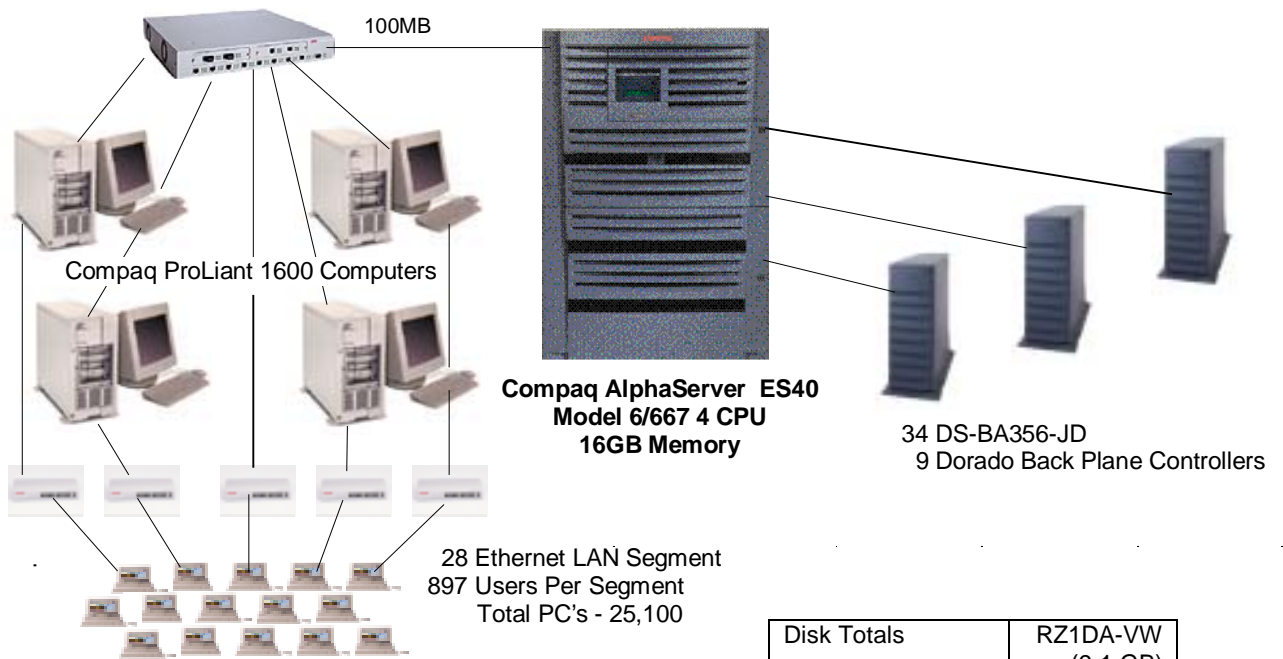 100MB
Compaq ProLiant 1600 Computers
Compaq AlphaServer ES40
Model 6/667 4 CPU
16GB Memory
34 DS-BA356-JD
9 Dorado Back Plane Controllers
28 Ethernet LAN Segment
897 Users Per Segment
Total PC's - 25,100
Disk Totals RZ1DA-VW